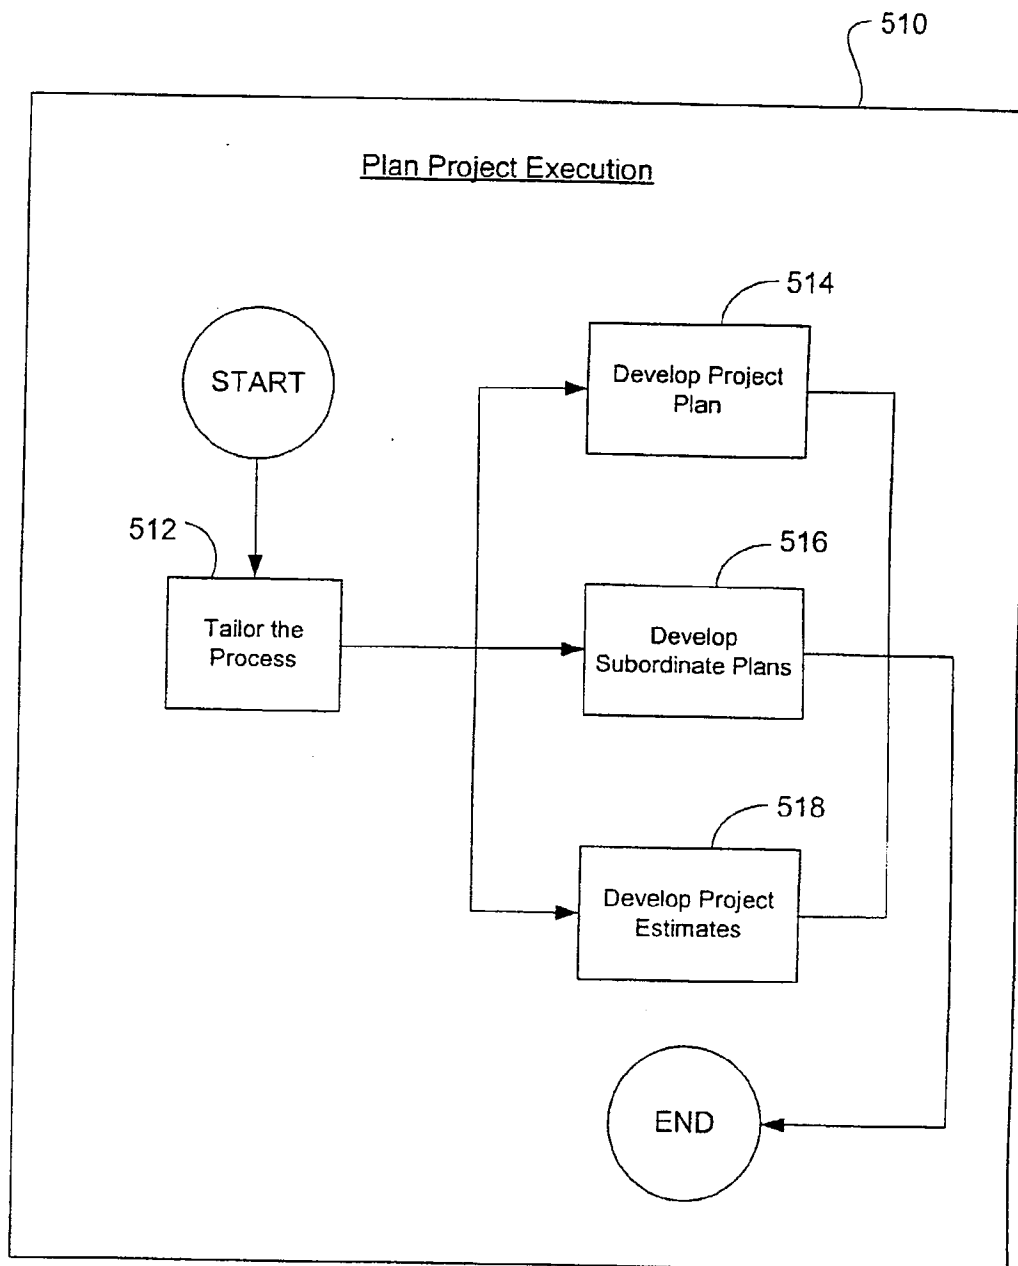 510
Plan Project Execution
514
START
Develop Project
Plan
512
516
Tailor the
Process
Develop
Subordinate Plans
518
Develop Project
Estimates
END